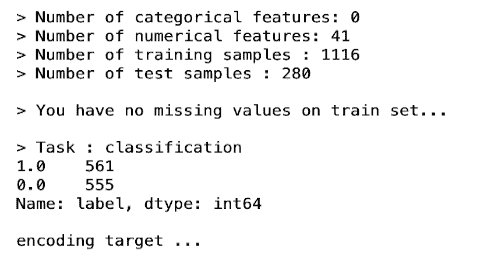 > Number of categorical features: 0
> Number of numerical features: 41
> Number of training samples : 1116
> Number of test samples : 280
> You have no missing values on train set...
> Task : classification
1.0    561
0.0    555
Name: label, dtype: int64
encoding target ...